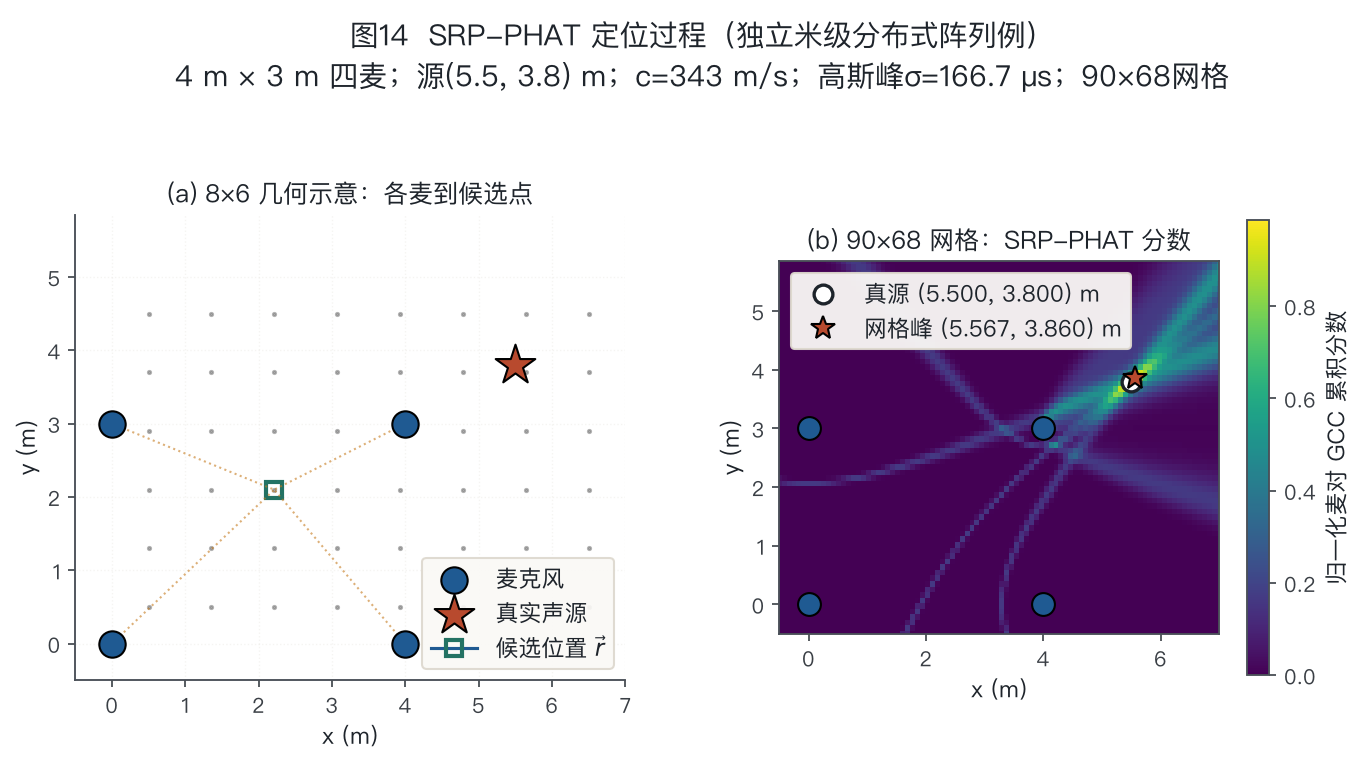 图14 SRP–PHAT 定位过程（独立米级分布式阵列例）
4 m × 3 m 四麦；源(5.5, 3.8) m；c=343 m/s；高斯峰σ=166.7 μs；90×68网格
(a) 8×6 几何示意：各麦到候选点
y (m)
5
4
3
2
1
0
0 1 2 3 4 5 6 7
x (m)
麦克风
真实声源
候选位置 r⃗
(b) 90×68 网格：SRP–PHAT 分数
真源 (5.500, 3.800) m
网格峰 (5.567, 3.860) m
y (m)
5
4
3
2
1
0
0 2 4 6
x (m)
0.8
0.6
0.4
0.2
0.0
归一化麦对 GCC 累积分数